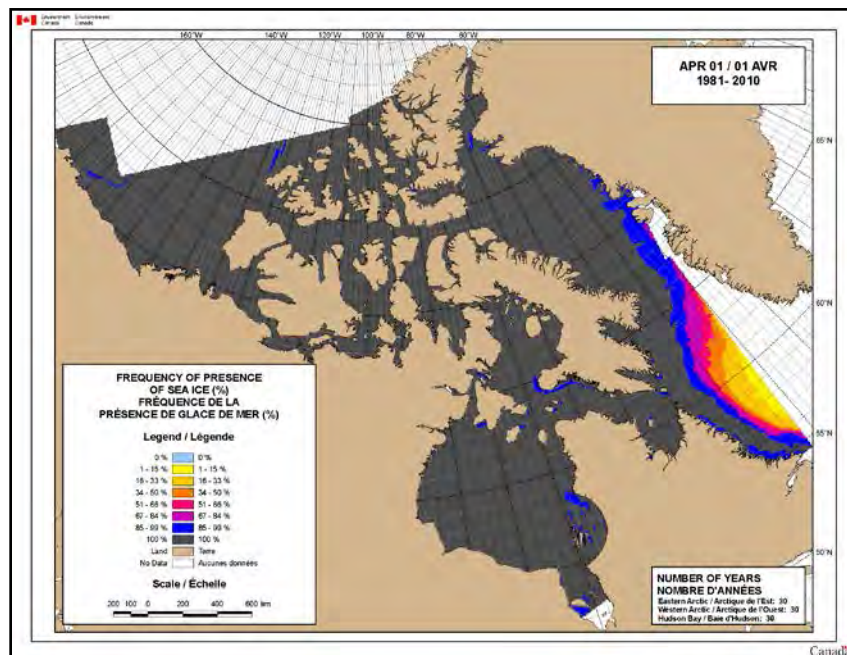 Environment Environnement
Canada Canada
160°W 140°W 120°W 100°W 80°W 60°W
APR 01 / 01 AVR
1981- 2010
65°N
60°N
55°N
50°N
FREQUENCY OF PRESENCE
OF SEA ICE (%)
FRÉQUENCE DE LA
PRÉSENCE DE GLACE DE MER (%)
Legend / Légende
0 % 0 %
1 - 15 % 1 - 15 %
16 - 33 % 16 - 33 %
34 - 50 % 34 - 50 %
51 - 66 % 51 - 66 %
67 - 84 % 67 - 84 %
85 - 99 % 85 - 99 %
100 % 100 %
Land Terre
No Data Aucunes données
Scale / Échelle
200 100 0 200 400 600 km
NUMBER OF YEARS
NOMBRE D'ANNÉES
Eastern Arctic / Arctique de l'Est: 30
Western Arctic / Arctique de l'Ouest: 30
Hudson Bay / Baie d'Hudson: 30
Canada